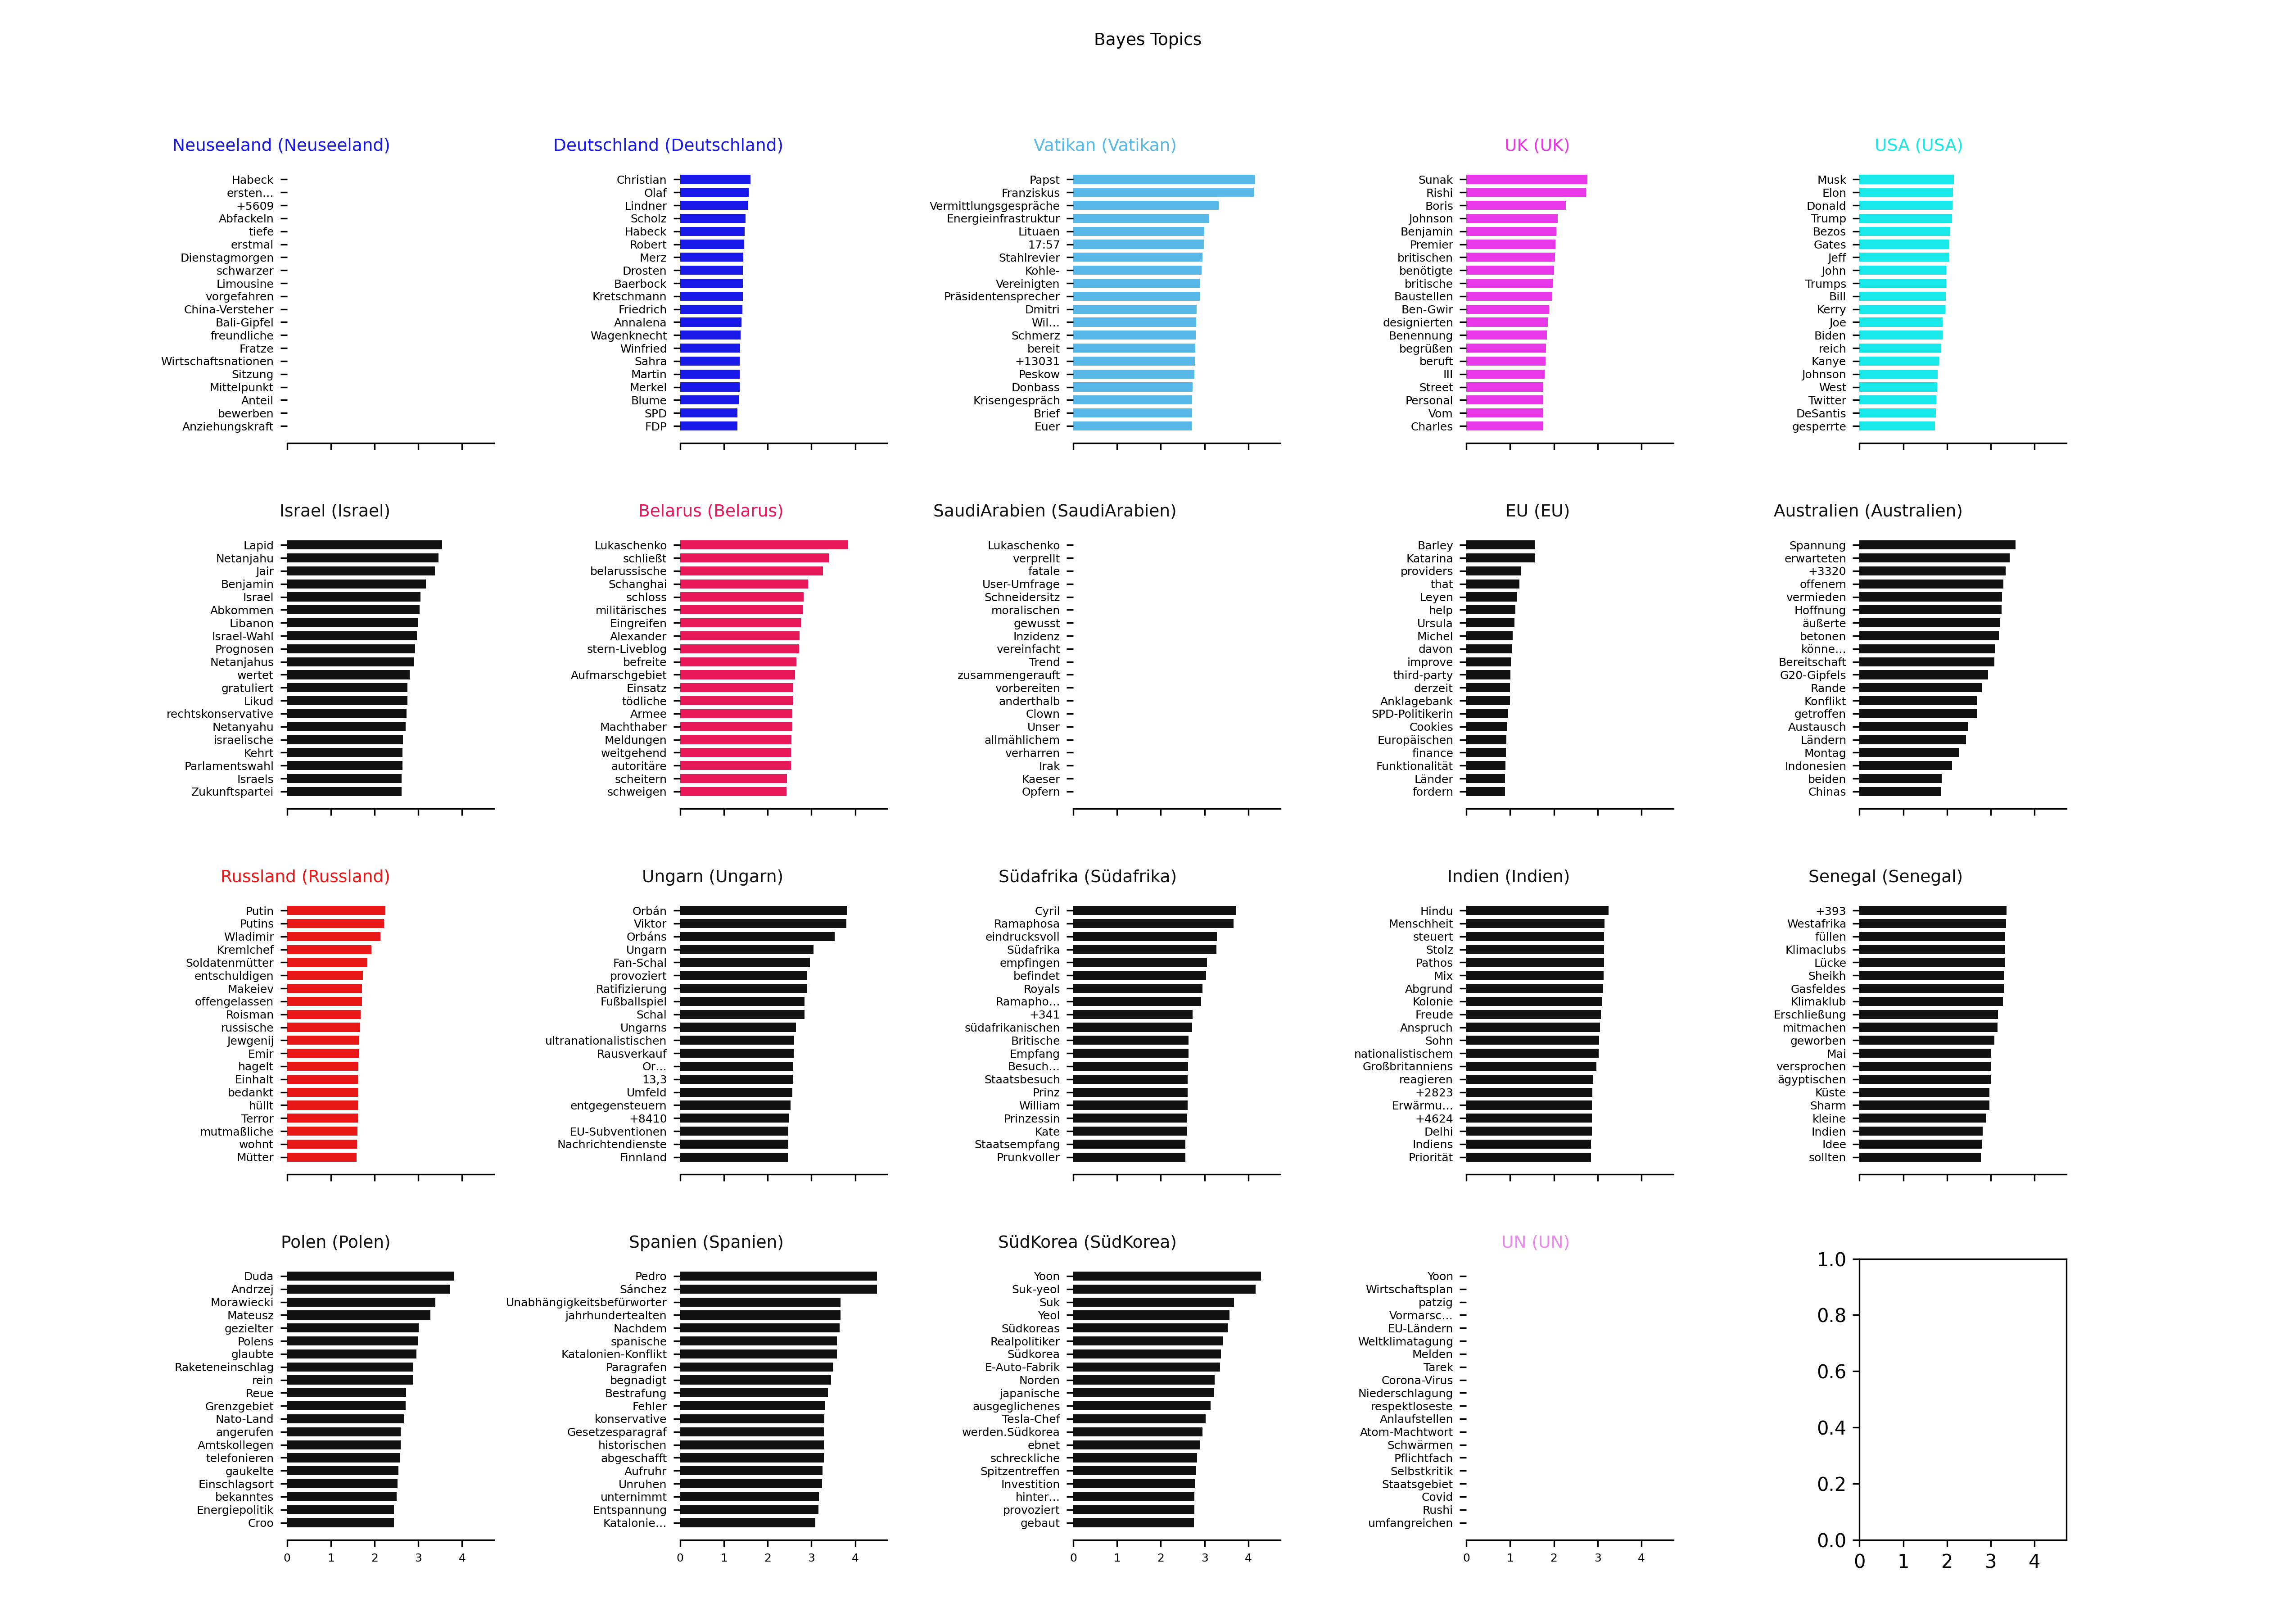 Bayes Topics
Neuseeland (Neuseeland)
Habeck
ersten...
+5609
Abfackeln
tiefe
erstmal
Dienstagmorgen
schwarzer
Limousine
vorgefahren
China-Versteher
Bali-Gipfel
freundliche
Fratze
Wirtschaftsnationen
Sitzung
Mittelpunkt
Anteil
bewerben
Anziehungskraft
Deutschland (Deutschland)
Christian
Olaf
Lindner
Scholz
Habeck
Robert
Merz
Drosten
Baerbock
Kretschmann
Friedrich
Annalena
Wagenknecht
Winfried
Sahra
Martin
Merkel
Blume
SPD
FDP
Vatikan (Vatikan)
Papst
Franziskus
Vermittlungsgespräche
Energieinfrastruktur
Lituaen
17:57
Stahlrevier
Kohle-
Vereinigten
Präsidentensprecher
Dmitri
Wil...
Schmerz
bereit
+13031
Peskow
Donbass
Krisengespräch
Brief
Euer
UK (UK)
Sunak
Rishi
Boris
Johnson
Benjamin
Premier
britischen
benötigte
britische
Baustellen
Ben-Gwir
designierten
Benennung
begrüßen
beruft
III
Street
Personal
Vom
Charles
USA (USA)
Musk
Elon
Donald
Trump
Bezos
Gates
Jeff
John
Trumps
Bill
Kerry
Joe
Biden
reich
Kanye
Johnson
West
Twitter
DeSantis
gesperrte
Israel (Israel)
Lapid
Netanjahu
Jair
Benjamin
Israel
Abkommen
Libanon
Israel-Wahl
Prognosen
Netanjahus
wertet
gratuliert
Likud
rechtskonservative
Netanyahu
israelische
Kehrt
Parlamentswahl
Israels
Zukunftspartei
Belarus (Belarus)
Lukaschenko
schließt
belarussische
Schanghai
schloss
militärisches
Eingreifen
Alexander
stern-Liveblog
befreite
Aufmarschgebiet
Einsatz
tödliche
Armee
Machthaber
Meldungen
weitgehend
autoritäre
scheitern
schweigen
SaudiArabien (SaudiArabien)
Lukaschenko
verprellt
fatale
User-Umfrage
Schneidersitz
moralischen
gewusst
Inzidenz
vereinfacht
Trend
zusammengerauft
vorbereiten
anderthalb
Clown
Unser
allmählichem
verharren
Irak
Kaeser
Opfern
EU (EU)
Barley
Katarina
providers
that
Leyen
help
Ursula
Michel
davon
improve
third-party
derzeit
Anklagebank
SPD-Politikerin
Cookies
Europäischen
finance
Funktionalität
Länder
fordern
Australien (Australien)
Spannung
erwarteten
+3320
offenem
vermieden
Hoffnung
äußerte
betonen
könne...
Bereitschaft
G20-Gipfels
Rande
Konflikt
getroffen
Austausch
Ländern
Montag
Indonesien
beiden
Chinas
Russland (Russland)
Putin
Putins
Wladimir
Kremlchef
Soldatenmütter
entschuldigen
Makeiev
offengelassen
Roisman
russische
Jewgenij
Emir
hagelt
Einhalt
bedankt
hüllt
Terror
mutmaßliche
wohnt
Mütter
Ungarn (Ungarn)
Orbán
Viktor
Orbáns
Ungarn
Fan-Schal
provoziert
Ratifizierung
Fußballspiel
Schal
Ungarns
ultranationalistischen
Rausverkauf
Or...
13,3
Umfeld
entgegensteuern
+8410
EU-Subventionen
Nachrichtendienste
Finnland
Südafrika (Südafrika)
Cyril
Ramaphosa
eindrucksvoll
Südafrika
empfingen
befindet
Royals
Ramapho...
+341
südafrikanischen
Britische
Empfang
Besuch...
Staatsbesuch
Prinz
William
Prinzessin
Kate
Staatsempfang
Prunkvoller
Indien (Indien)
Hindu
Menschheit
steuert
Stolz
Pathos
Mix
Abgrund
Kolonie
Freude
Anspruch
Sohn
nationalistischem
Großbritanniens
reagieren
+2823
Erwärmu...
+4624
Delhi
Indiens
Priorität
Senegal (Senegal)
+393
Westafrika
füllen
Klimaclubs
Lücke
Sheikh
Gasfeldes
Klimaklub
Erschließung
mitmachen
geworben
Mai
versprochen
ägyptischen
Küste
Sharm
kleine
Indien
Idee
sollten
Polen (Polen)
Duda
Andrzej
Morawiecki
Mateusz
gezielter
Polens
glaubte
Raketeneinschlag
rein
Reue
Grenzgebiet
Nato-Land
angerufen
Amtskollegen
telefonieren
gaukelte
Einschlagsort
bekanntes
Energiepolitik
Croo
0 1 2 3 4
Spanien (Spanien)
Pedro
Sánchez
Unabhängigkeitsbefürworter
jahrhundertealten
Nachdem
spanische
Katalonien-Konflikt
Paragrafen
begnadigt
Bestrafung
Fehler
konservative
Gesetzesparagraf
historischen
abgeschafft
Aufruhr
Unruhen
unternimmt
Entspannung
Katalonie...
0 1 2 3 4
SüdKorea (SüdKorea)
Yoon
Suk-yeol
Suk
Yeol
Südkoreas
Realpolitiker
Südkorea
E-Auto-Fabrik
Norden
japanische
ausgeglichenes
Tesla-Chef
werden.Südkorea
ebnet
schreckliche
Spitzentreffen
Investition
hinter...
provoziert
gebaut
0 1 2 3 4
UN (UN)
Yoon
Wirtschaftsplan
patzig
Vormarsc...
EU-Ländern
Weltklimatagung
Melden
Tarek
Corona-Virus
Niederschlagung
respektloseste
Anlaufstellen
Atom-Machtwort
Schwärmen
Pflichtfach
Selbstkritik
Staatsgebiet
Covid
Rushi
umfangreichen
0 1 2 3 4
1.0
0.8
0.6
0.4
0.2
0.0
0 1 2 3 4